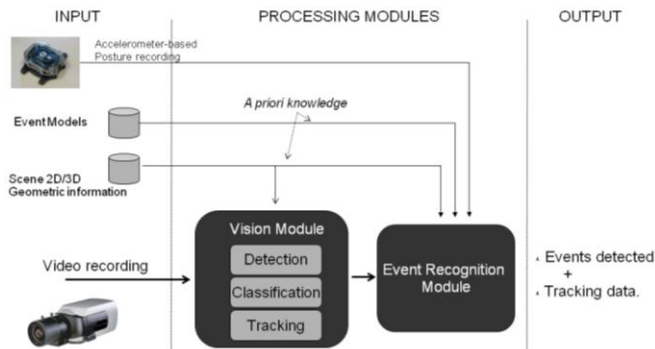 INPUT
PROCESSING MODULES
OUTPUT
Accelerometer-based
Posture recording
A priori knowledge
Event Models
Scene 2D/3D
Geometric information
Vision Module
Detection
Classification
Tracking
Video recording
Event Recognition
Module
Events detected
+
Tracking data.